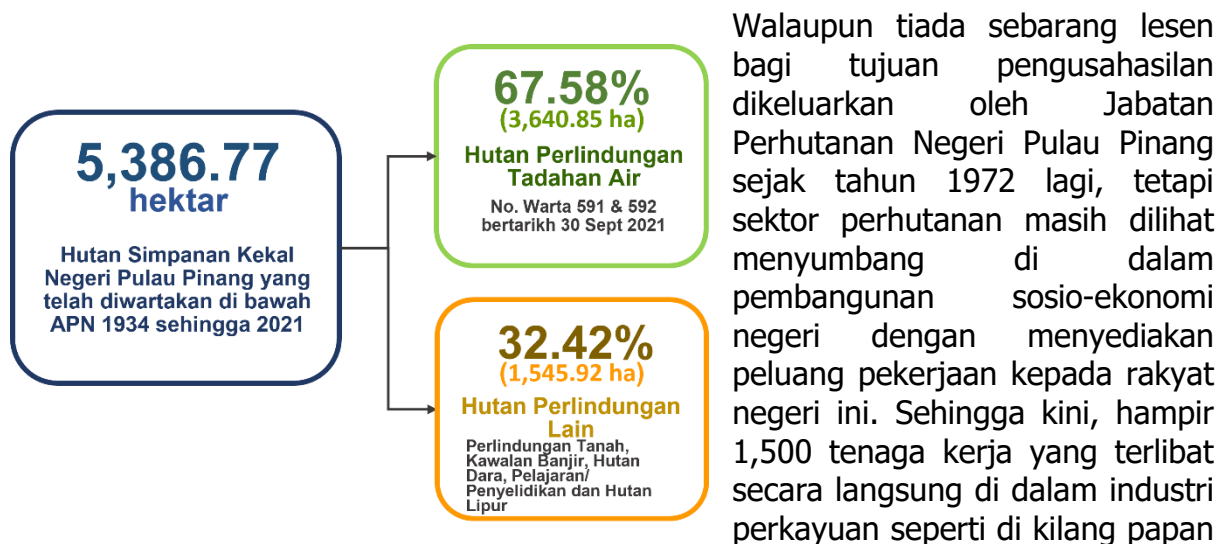 5,386.77
hektar
Hutan Simpanan Kekal
Negeri Pulau Pinang yang
telah diwartakan di bawah
APN 1934 sehingga 2021
67.58%
(3,640.85 ha)
Hutan Perlindungan
Tadahan Air
No. Warta 591 & 592
bertarikh 30 Sept 2021
32.42%
(1,545.92 ha)
Hutan Perlindungan
Lain
Perlindungan Tanah,
Kawalan Banjir, Hutan
Dara, Pelajaran/
Penyelidikan dan Hutan
Lipur
Walaupun tiada sebarang lesen
bagi tujuan pengusahasilan
dikeluarkan oleh Jabatan
Perhutanan Negeri Pulau Pinang
sejak tahun 1972 lagi, tetapi
sektor perhutanan masih dilihat
menyumbang di dalam
pembangunan sosio-ekonomi
negeri dengan menyediakan
peluang pekerjaan kepada rakyat
negeri ini. Sehingga kini, hampir
1,500 tenaga kerja yang terlibat
secara langsung di dalam industri
perkayuan seperti di kilang papan